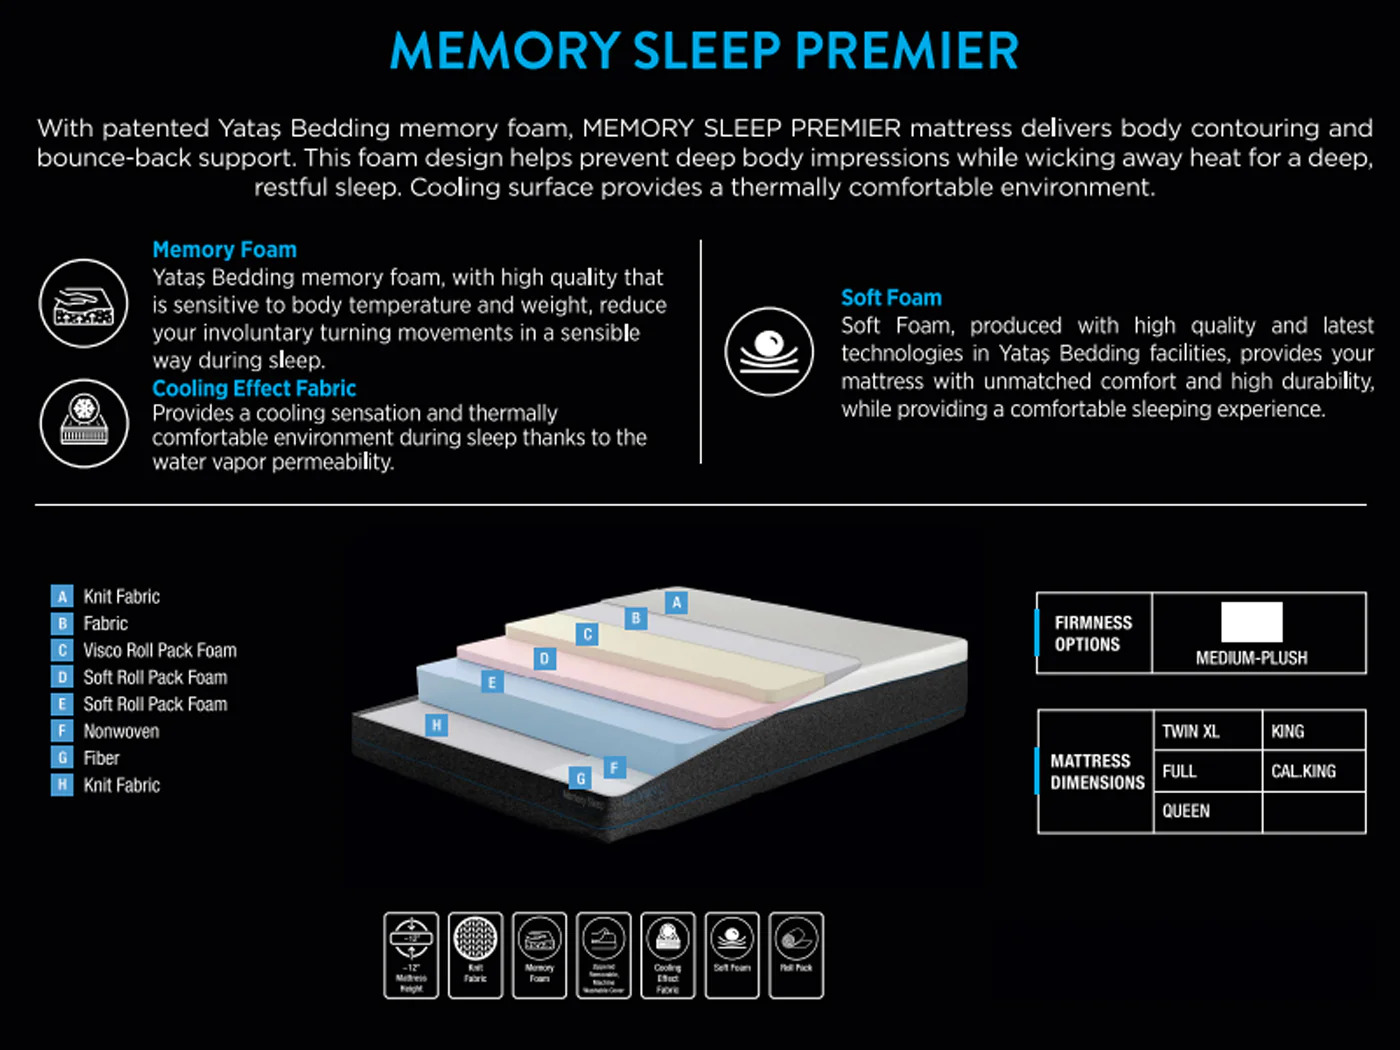 MEMORY SLEEP PREMIER
With patented Yataş Bedding memory foam, MEMORY SLEEP PREMIER mattress delivers body contouring and
bounce-back support. This foam design helps prevent deep body impressions while wicking away heat for a deep,
restful sleep. Cooling surface provides a thermally comfortable environment.
Memory Foam
Yataş Bedding memory foam, with high quality that
is sensitive to body temperature and weight, reduce
your involuntary turning movements in a sensible
way during sleep.
Cooling Effect Fabric
Provides a cooling sensation and thermally
comfortable environment during sleep thanks to the
water vapor permeability.
Soft Foam
Soft Foam, produced with high quality and latest
technologies in Yataş Bedding facilities, provides your
mattress with unmatched comfort and high durability,
while providing a comfortable sleeping experience.
A Knit Fabric
B Fabric
C Visco Roll Pack Foam
D Soft Roll Pack Foam
E Soft Roll Pack Foam
F Nonwoven
G Fiber
H Knit Fabric
A
B
C
D
E
H
F
G
Memory Sleep
FIRMNESS
OPTIONS
MEDIUM-PLUSH
MATTRESS
DIMENSIONS
TWIN XL
KING
FULL
CAL.KING
QUEEN
~12"
Mattress
Height
Knit
Fabric
Memory
Foam
Removable,
Machine
Washable Cover
Cooling
Effect
Fabric
Soft Foam
Roll Pack